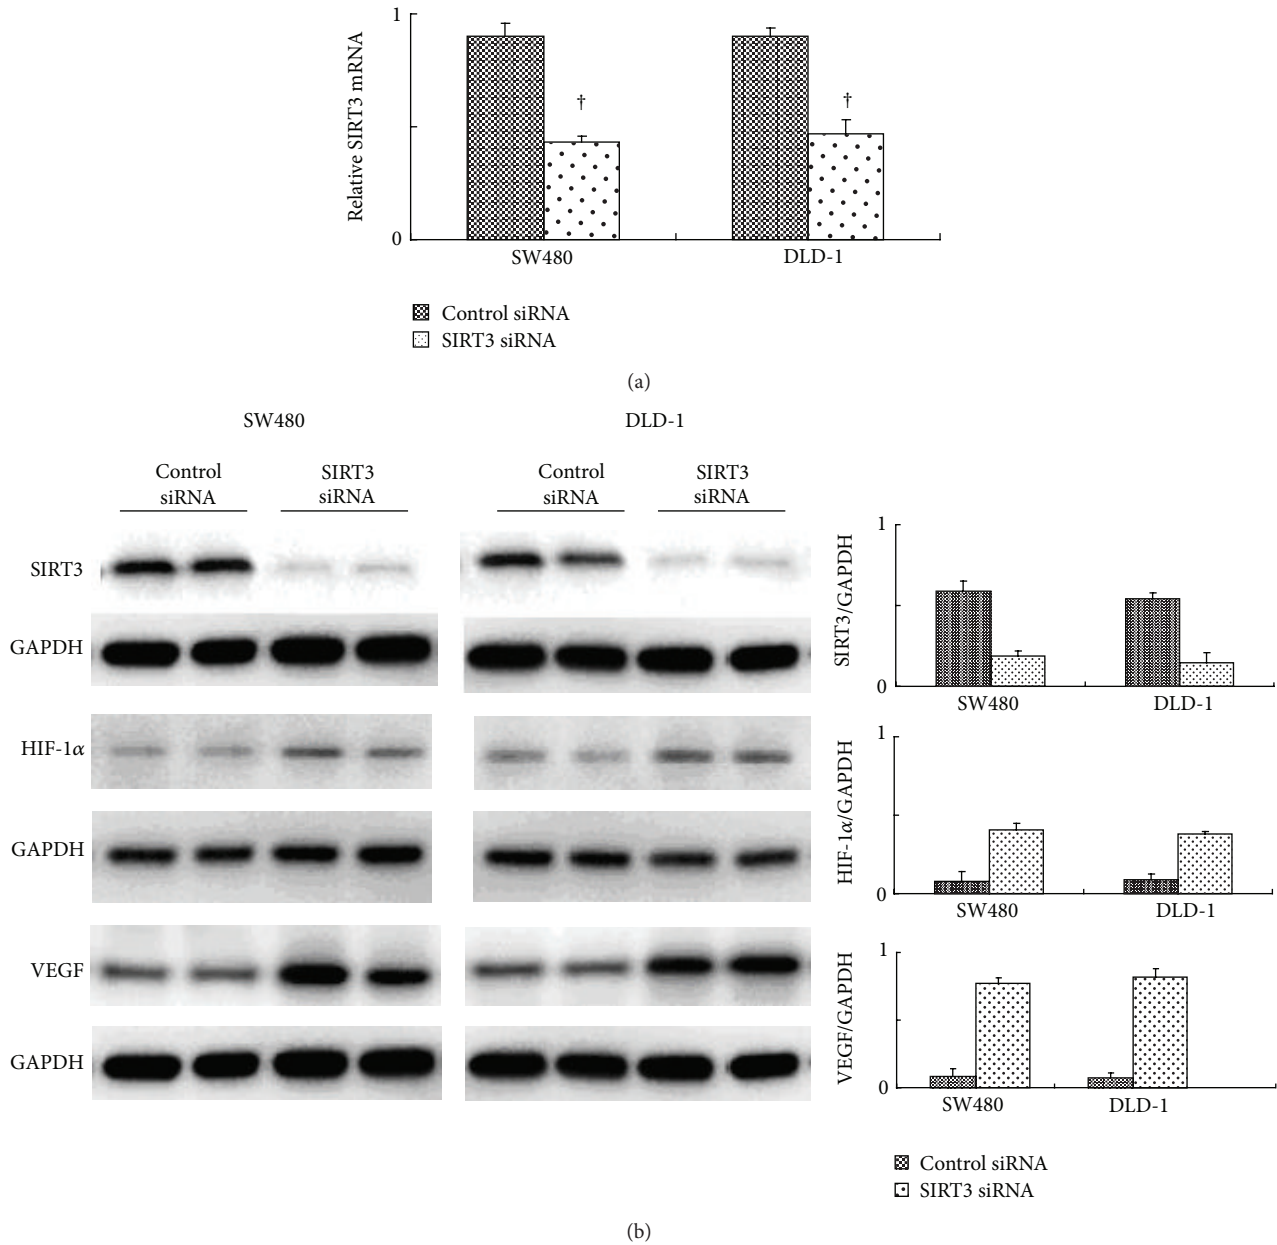 1
Relative SIRT3 mRNA
†
†
0
SW480
DLD-1
Control siRNA
SIRT3 siRNA
(a)
SW480
DLD-1
Control
siRNA
SIRT3
siRNA
Control
siRNA
SIRT3
siRNA
SIRT3
GAPDH
HIF-1α
GAPDH
VEGF
GAPDH
1
SIRT3/GAPDH
0
SW480
DLD-1
1
HIF-1α/GAPDH
0
SW480
DLD-1
1
VEGF/GAPDH
0
SW480
DLD-1
Control siRNA
SIRT3 siRNA
(b)